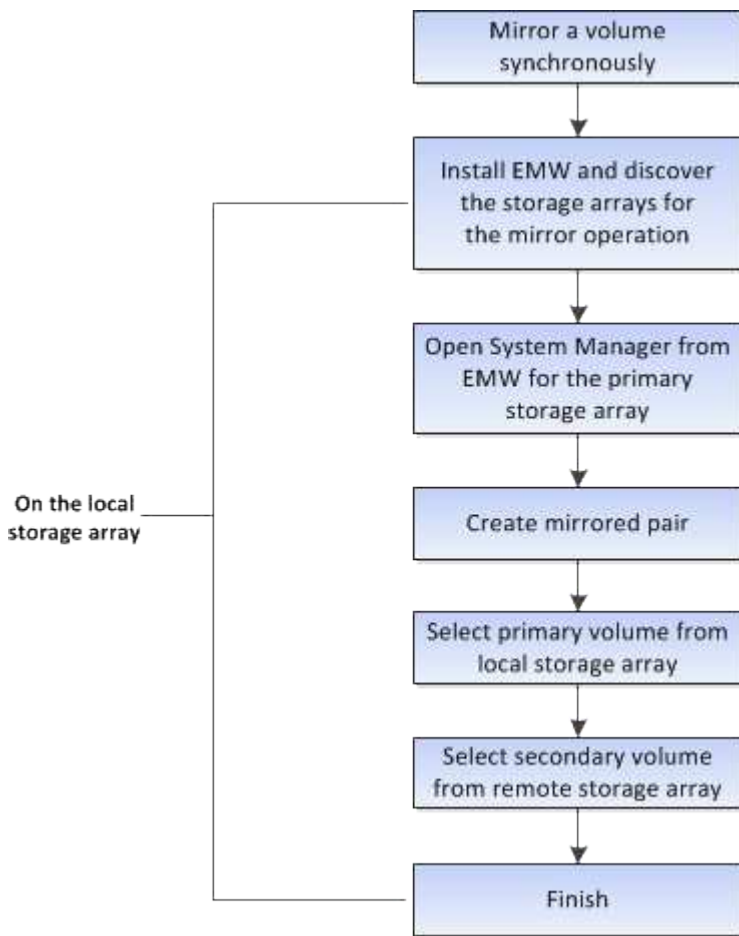 Mirror a volume
synchronously
Install EMW and discover
the storage arrays for
the mirror operation
Open System Manager from
EMW for the primary
storage array
On the local
storage array
Create mirrored pair
Select primary volume from
local storage array
Select secondary volume
from remote storage array
Finish